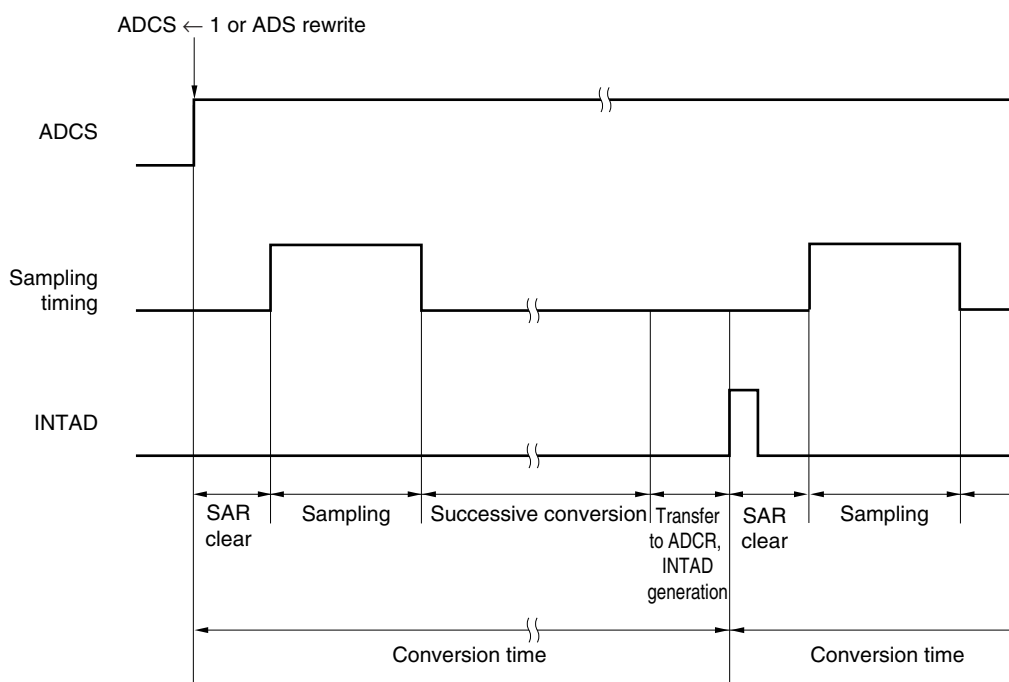 ADCS ← 1 or ADS rewrite
ADCS
Sampling
timing
INTAD
SAR
clear
Sampling
Successive conversion
Transfer
to ADCR,
INTAD
generation
SAR
clear
Sampling
Conversion time
Conversion time